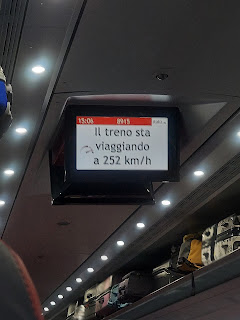 15:06 8915
Il treno sta
viaggiando
a 252 km/h